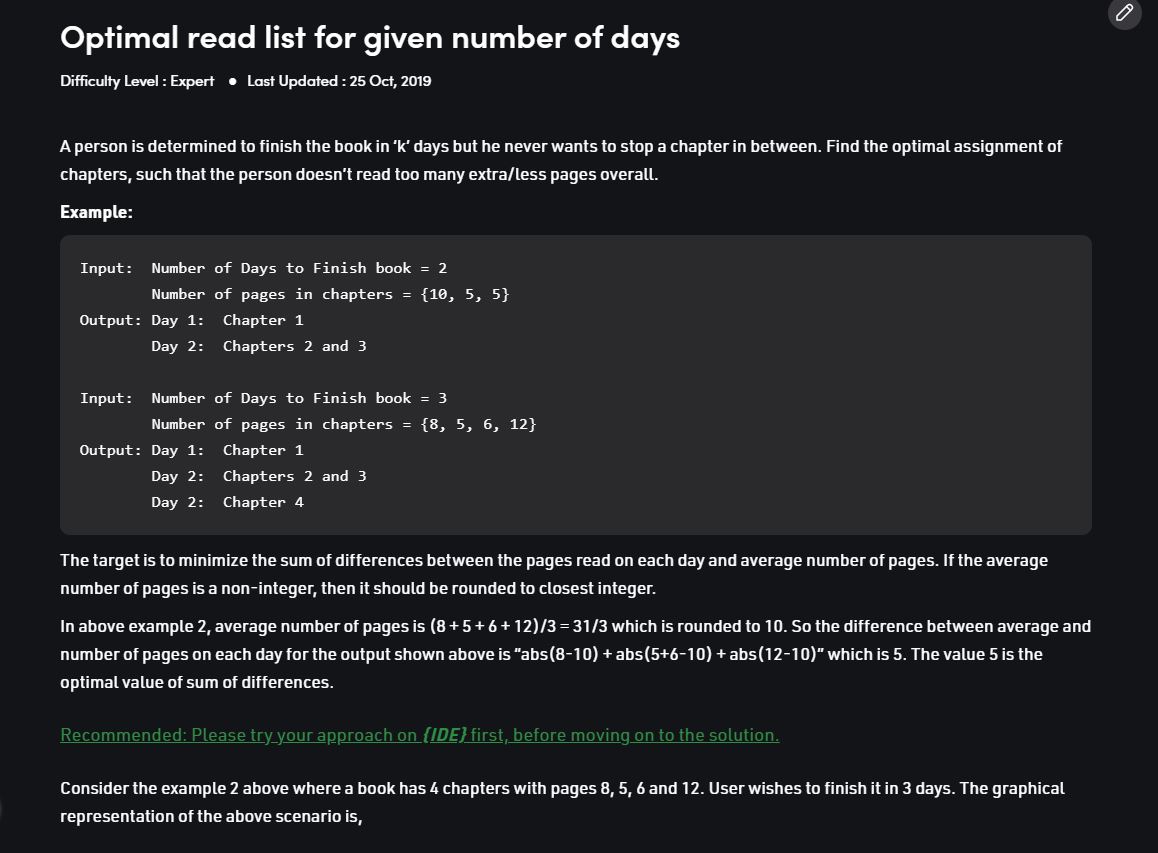 Optimal read list for given number of days
Difficulty Level : Expert ● Last Updated : 25 Oct, 2019
A person is determined to finish the book in ‘k’ days but he never wants to stop a chapter in between. Find the optimal assignment of
chapters, such that the person doesn’t read too many extra/less pages overall.
Example:
Input:  Number of Days to Finish book = 2
        Number of pages in chapters = {10, 5, 5}
Output: Day 1:  Chapter 1
        Day 2:  Chapters 2 and 3
Input:  Number of Days to Finish book = 3
        Number of pages in chapters = {8, 5, 6, 12}
Output: Day 1:  Chapter 1
        Day 2:  Chapters 2 and 3
        Day 2:  Chapter 4
The target is to minimize the sum of differences between the pages read on each day and average number of pages. If the average
number of pages is a non-integer, then it should be rounded to closest integer.
In above example 2, average number of pages is (8 + 5 + 6 + 12)/3 = 31/3 which is rounded to 10. So the difference between average and
number of pages on each day for the output shown above is “abs(8-10) + abs(5+6-10) + abs(12-10)” which is 5. The value 5 is the
optimal value of sum of differences.
Recommended: Please try your approach on {IDE} first, before moving on to the solution.
Consider the example 2 above where a book has 4 chapters with pages 8, 5, 6 and 12. User wishes to finish it in 3 days. The graphical
representation of the above scenario is,